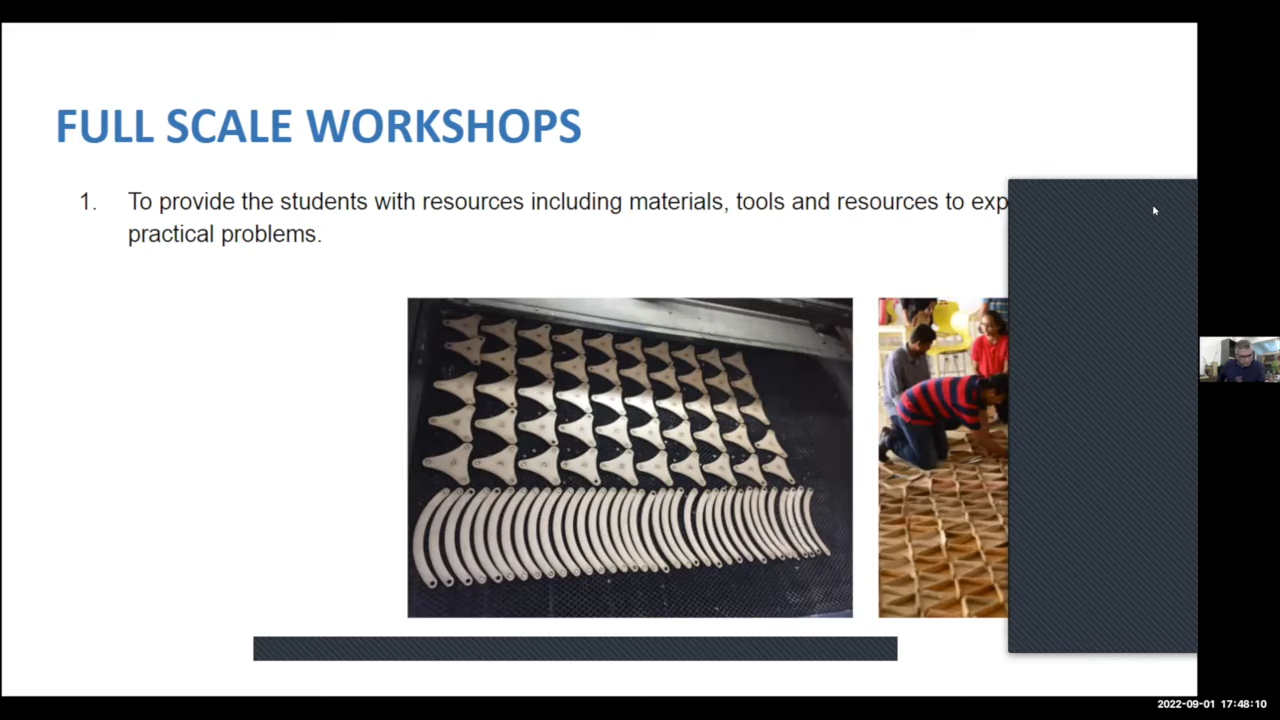 FULL SCALE WORKSHOPS
1. To provide the students with resources including materials, tools and resources to
practical problems.
2022-09-01 17:48:10